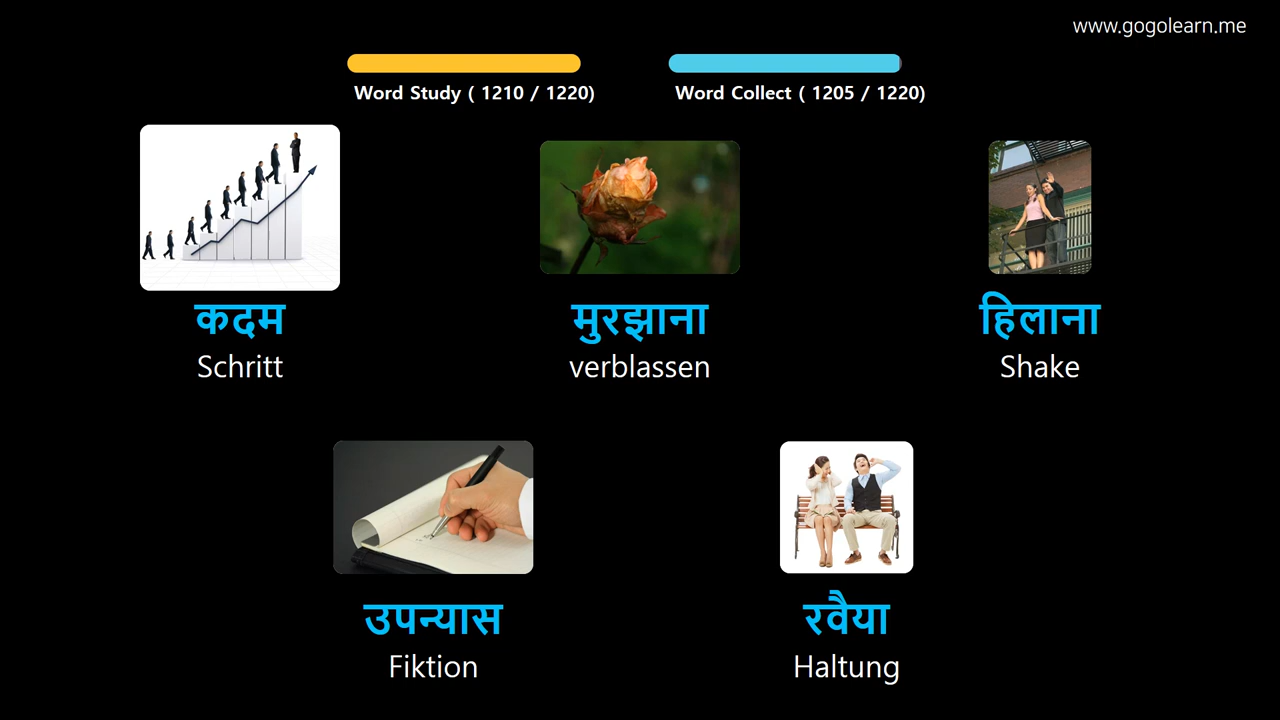 www.gogolearn.me
Word Study ( 1210 / 1220)
Word Collect ( 1205 / 1220)
कदम
Schritt
मुरझाना
verblassen
हिलाना
Shake
उपन्यास
Fiktion
रवैया
Haltung